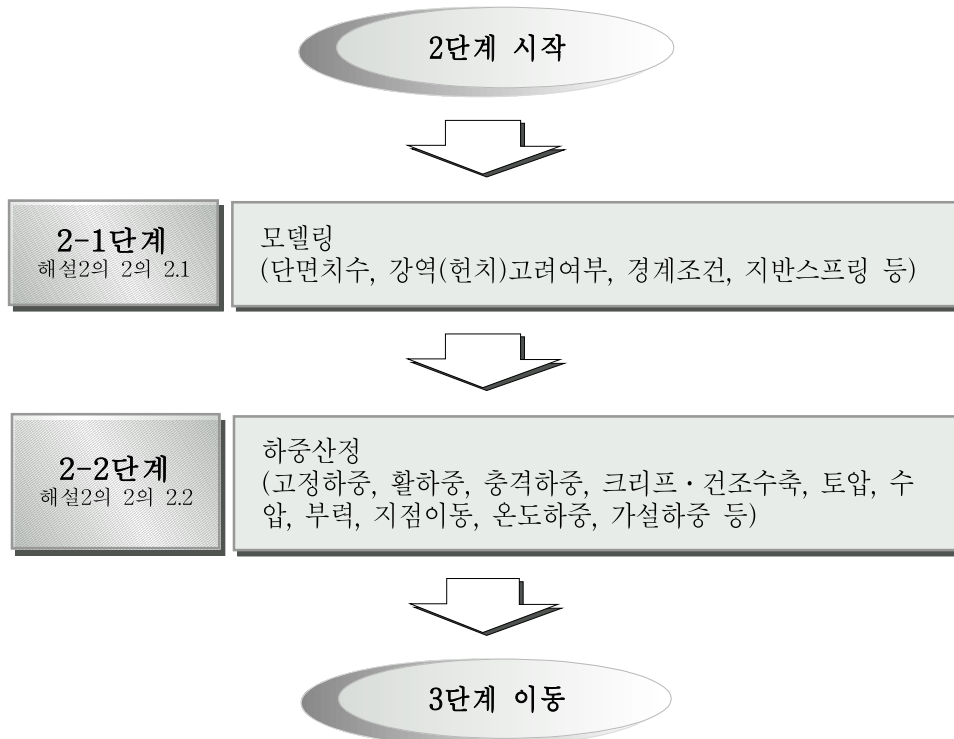 2단계 시작
2-1단계
해설2의 2의 2.1
모델링
(단면치수, 강역(헌치)고려여부, 경계조건, 지반스프링 등)
2-2단계
해설2의 2의 2.2
하중산정
(고정하중, 활하중, 충격하중, 크리프・건조수축, 토압, 수
압, 부력, 지점이동, 온도하중, 가설하중 등)
3단계 이동